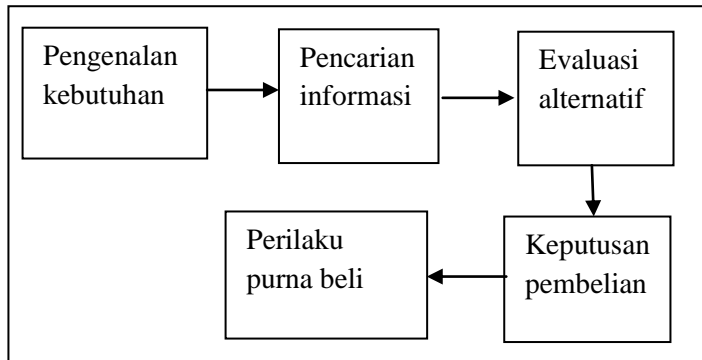 Pengenalan
kebutuhan
Pencarian
informasi
Evaluasi
alternatif
Keputusan
pembelian
Perilaku
purna beli